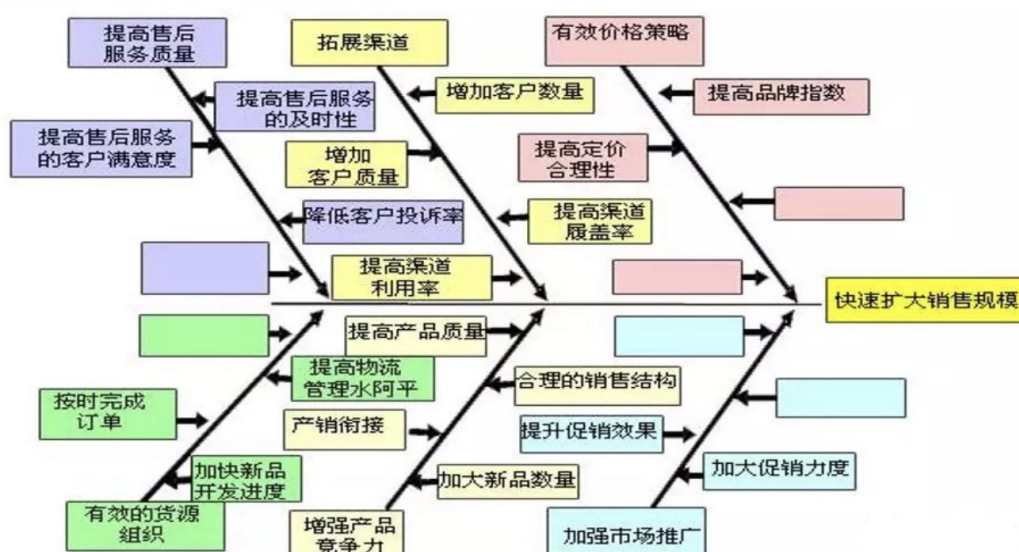 提高售后
服务质量
拓展渠道
有效价格策略
提高售后服务
的及时性
增加客户数量
提高品牌指数
提高售后服务
的客户满意度
增加
客户质量
提高定价
合理性
降低客户投诉率
提高渠道
履盖率
提高渠道
利用率
快速扩大销售规模
提高产品质量
提高物流
管理水阿平
合理的销售结构
按时完成
订单
产销衔接
提升促销效果
加快新品
开发进度
加大新品数量
加大促销力度
有效的货源
组织
增强产品
竞争力
加强市场推广